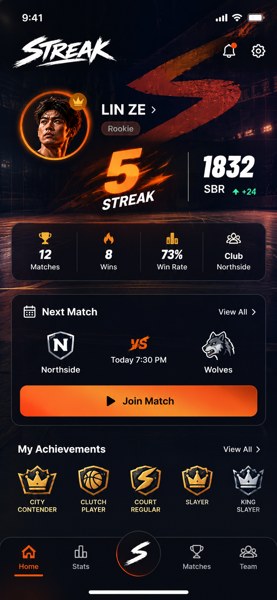 9:41
STREAK
LIN ZE
Rookie
5
STREAK
1832
SBR +24
12
Matches
8
Wins
73%
Win Rate
Club
Northside
Next Match
View All
N
VS
Northside
Today 7:30 PM
Wolves
Join Match
My Achievements
View All
CITY
CONTENDER
CLUTCH
PLAYER
COURT
REGULAR
SLAYER
KING
SLAYER
Home
Stats
S
Matches
Team